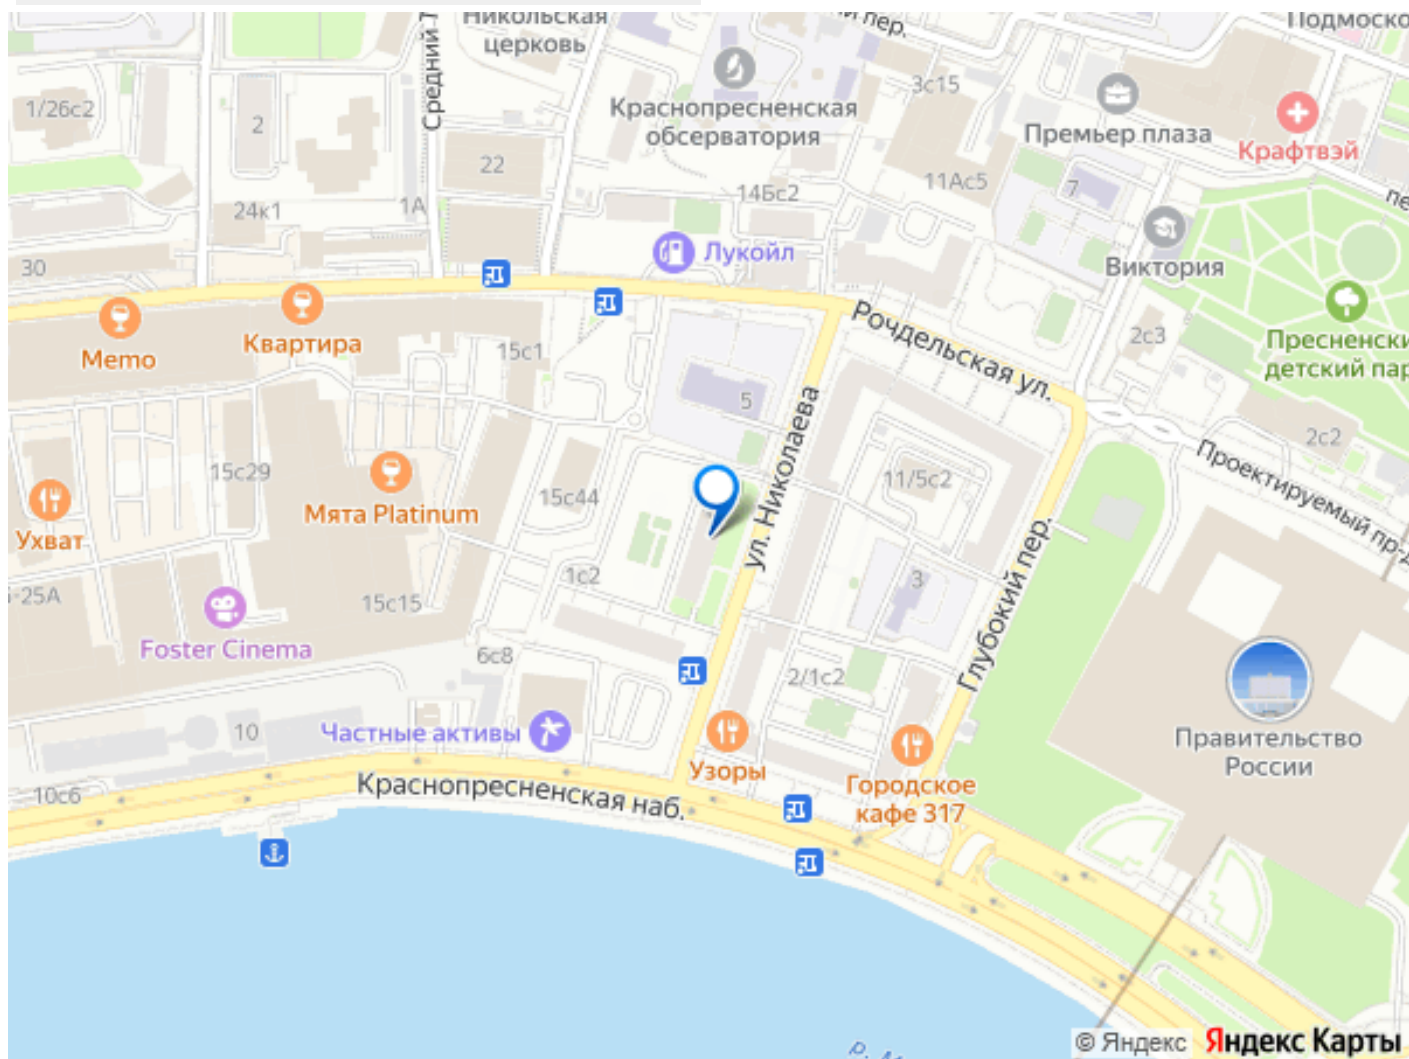 Никольская
церковь
Средний
пер.
Подмоско
1/26с2
2
Краснопресненская
обсерватория
3с15
Премьер плаза
Крафтвэй
22
24к1
1А
14Бс2
11Ас5
7
пе
30
Лукойл
Виктория
Memo
Квартира
15с1
Рочдельская ул.
2с3
Пресненски
детский пар
5
ул. Николаева
2с2
Ухват
15с29
Мята Platinum
15с44
11/5с2
Проектируемый пр-д
-25А
15с15
1с2
3
Глубокий пер.
Foster Cinema
6с8
2/1с2
10
Частные активы
Узоры
Городское
кафе 317
Правительство
России
10с6
Краснопресненская наб.
р. М
© Яндекс Яндекс Карты